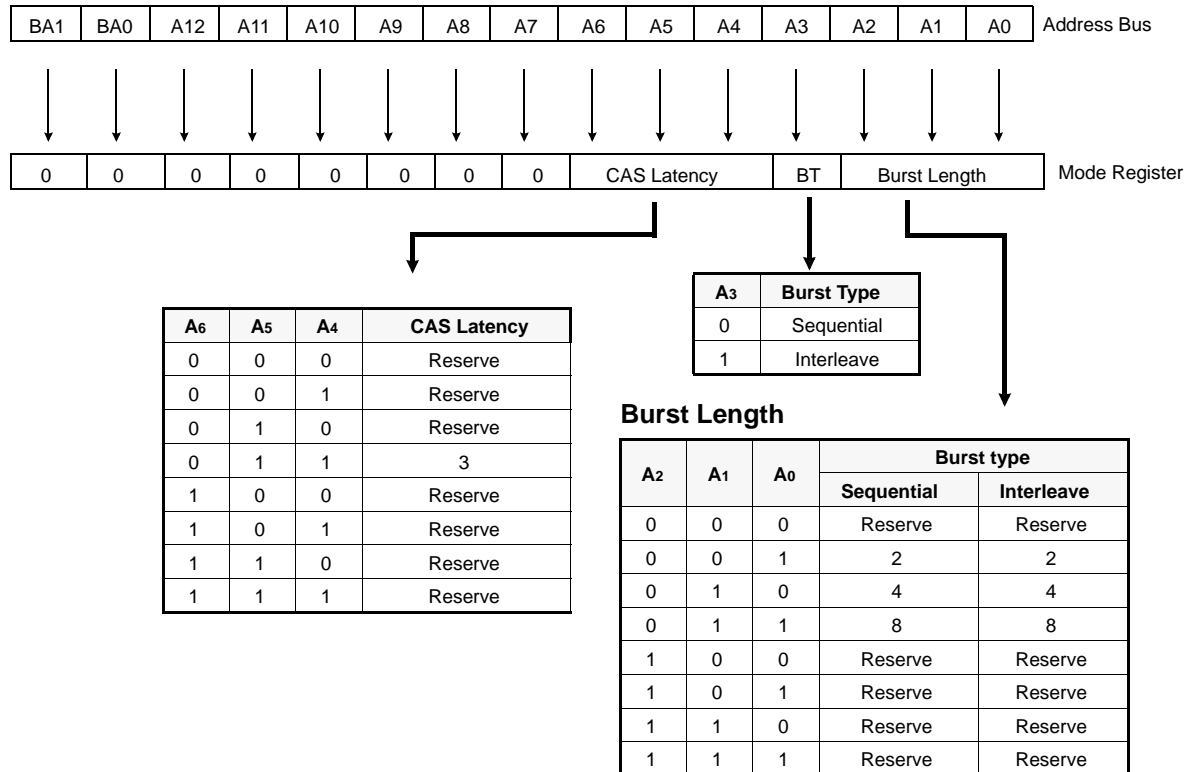 BA1 BA0 A12 A11 A10 A9 A8 A7 A6 A5 A4 A3 A2 A1 A0 Address Bus
0 0 0 0 0 0 0 0 CAS Latency BT Burst Length Mode Register
A3 Burst Type
0 Sequential
1 Interleave
A6 A5 A4 CAS Latency
0 0 0 Reserve
0 0 1 Reserve
0 1 0 Reserve
0 1 1 3
1 0 0 Reserve
1 0 1 Reserve
1 1 0 Reserve
1 1 1 Reserve
Burst Length
A2 A1 A0 Burst type
Sequential Interleave
0 0 0 Reserve Reserve
0 0 1 2 2
0 1 0 4 4
0 1 1 8 8
1 0 0 Reserve Reserve
1 0 1 Reserve Reserve
1 1 0 Reserve Reserve
1 1 1 Reserve Reserve